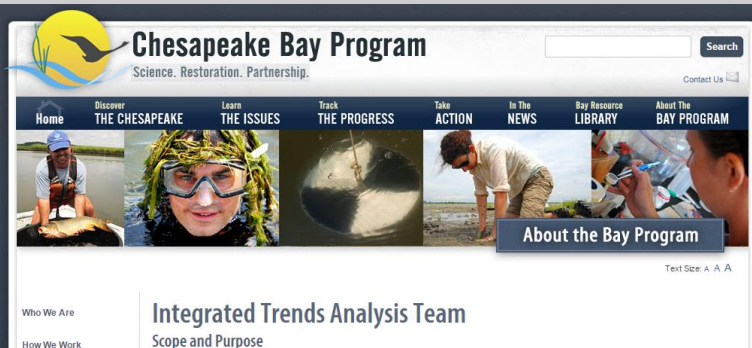 Chesapeake Bay Program
Science. Restoration. Partnership.
Search
Contact Us
Home
Discover
THE CHESAPEAKE
Learn
THE ISSUES
Track
THE PROGRESS
Take
ACTION
In The
NEWS
Bay Resource
LIBRARY
About The
BAY PROGRAM
About the Bay Program
Text Size: A A A
Who We Are
How We Work
Integrated Trends Analysis Team
Scope and Purpose